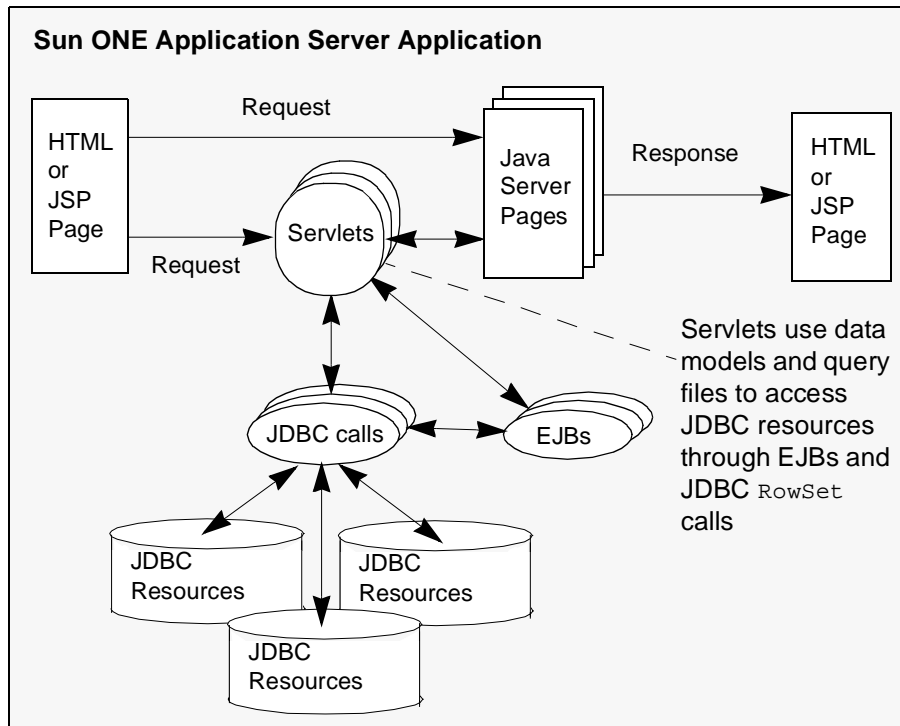 Sun ONE Application Server Application
Request
HTML
or
JSP
Page
Java
Server
Pages
Response
HTML
or
JSP
Page
Servlets
Request
Servlets use data
models and query
files to access
JDBC resources
through EJBs and
JDBC RowSet
calls
JDBC calls
EJBs
JDBC
Resources
JDBC
Resources
JDBC
Resources